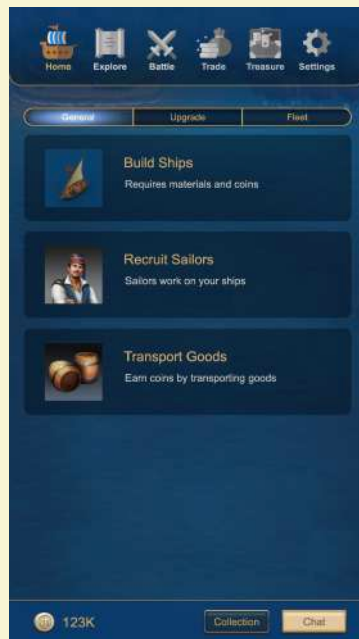 Home Explore Battle Trade Treasure Settings
General Upgrade Fleet
Build Ships
Requires materials and coins
Recruit Sailors
Sailors work on your ships
Transport Goods
Earn coins by transporting goods
123K Collection Chat